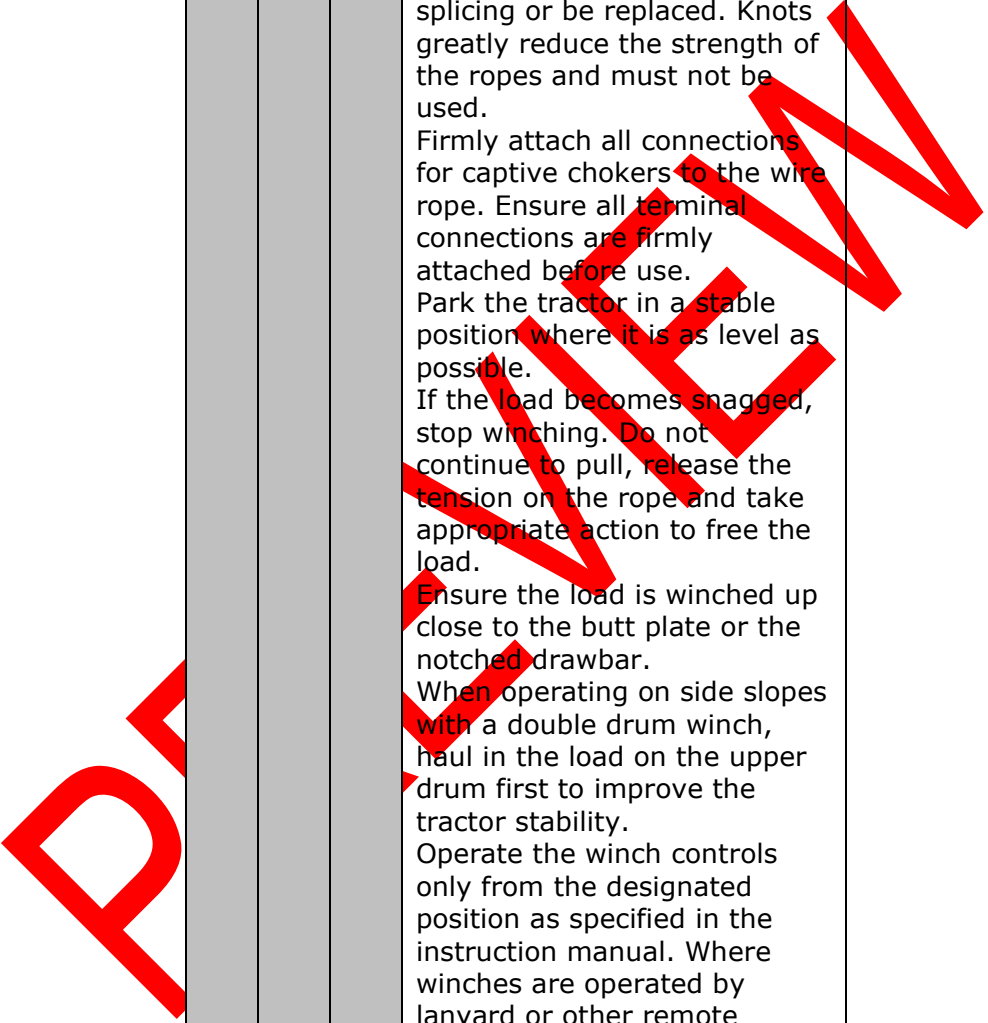 splicing or be replaced. Knots
greatly reduce the strength of
the ropes and must not be
used.
Firmly attach all connections
for captive chokers to the wire
rope. Ensure all terminal
connections are firmly
attached before use.
Park the tractor in a stable
position where it is as level as
possible.
If the load becomes snagged,
stop winching. Do not
continue to pull, release the
tension on the rope and take
appropriate action to free the
load.
Ensure the load is winched up
close to the butt plate or the
notched drawbar.
When operating on side slopes
with a double drum winch,
haul in the load on the upper
drum first to improve the
tractor stability.
Operate the winch controls
only from the designated
position as specified in the
instruction manual. Where
winches are operated by
lanyard or other remote
PREVIEW